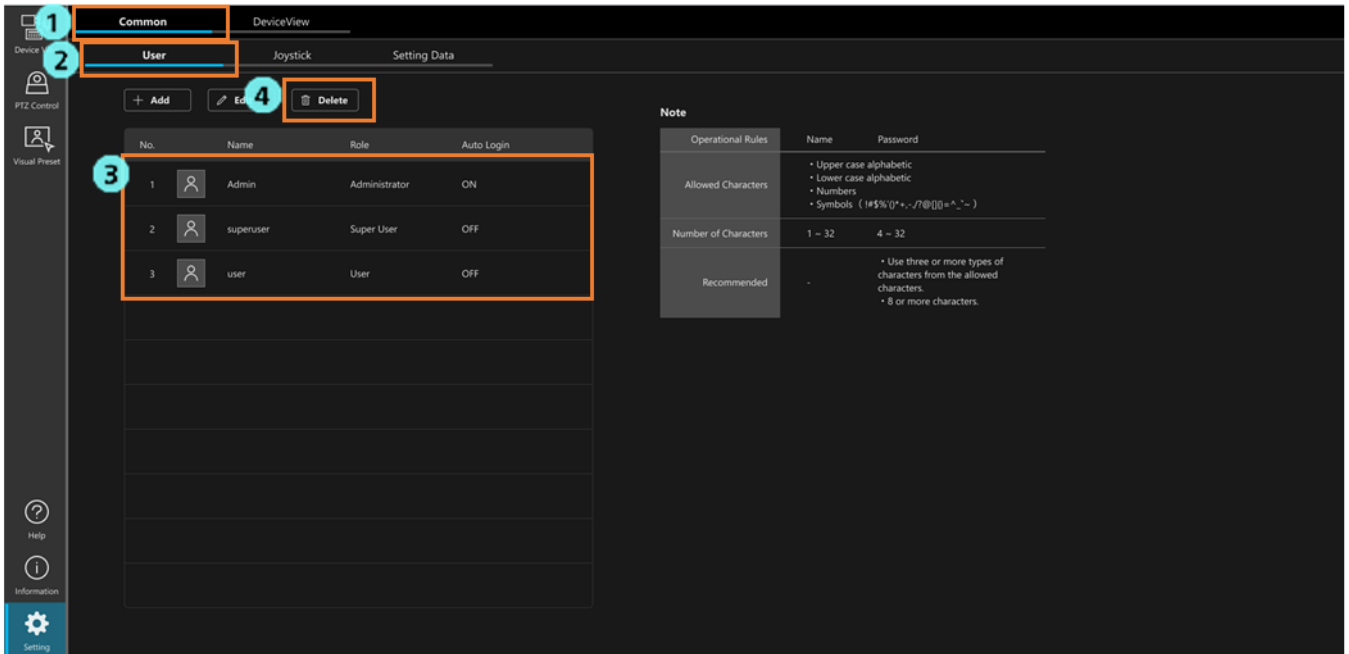 1
Common
DeviceView
Device
2
User
Joystick
Setting Data
PTZ Control
Visual Preset
+ Add
4
Delete
Note
No.
Name
Role
Auto Login
3
1
Admin
Administrator
ON
2
superuser
Super User
OFF
3
user
User
OFF
Operational Rules
Name
Password
Allowed Characters
・Upper case alphabetic
・Lower case alphabetic
・Numbers
・Symbols
Number of Characters
1 ~ 32
4 ~ 32
Recommended
-
・Use three or more types of
characters from the allowed
characters.
・8 or more characters.
Help
Information
Setting